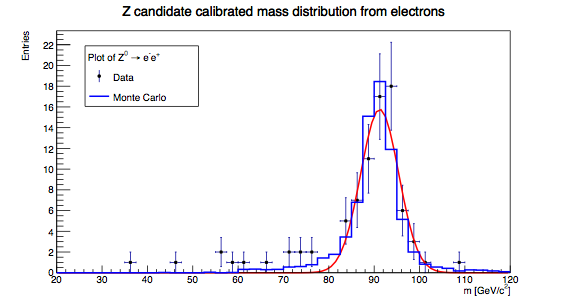 Z candidate calibrated mass distribution from electrons
Entries
22
20
18
16
14
12
10
8
6
4
2
0
Plot of Z⁰ → e⁻e⁺
Data
Monte Carlo
20 30 40 50 60 70 80 90 100 110 120
m [GeV/c²]